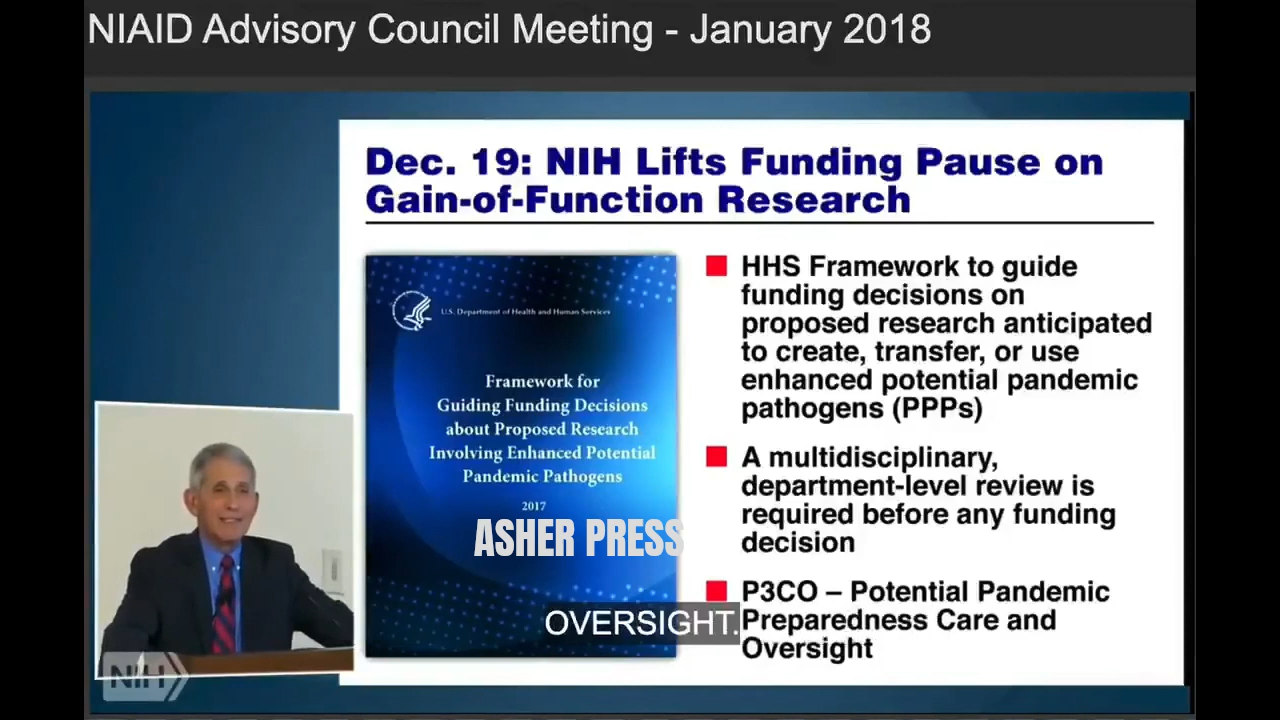 NIAID Advisory Council Meeting - January 2018
Dec. 19: NIH Lifts Funding Pause on
Gain-of-Function Research
U.S. Department of Health and Human Services
Framework for
Guiding Funding Decisions
about Proposed Research
Involving Enhanced Potential
Pandemic Pathogens
2017
ASHER PRESS
HHS Framework to guide
funding decisions on
proposed research anticipated
to create, transfer, or use
enhanced potential pandemic
pathogens (PPPs)
A multidisciplinary,
department-level review is
required before any funding
decision
P3CO – Potential Pandemic
Preparedness Care and
Oversight
OVERSIGHT.
NIH